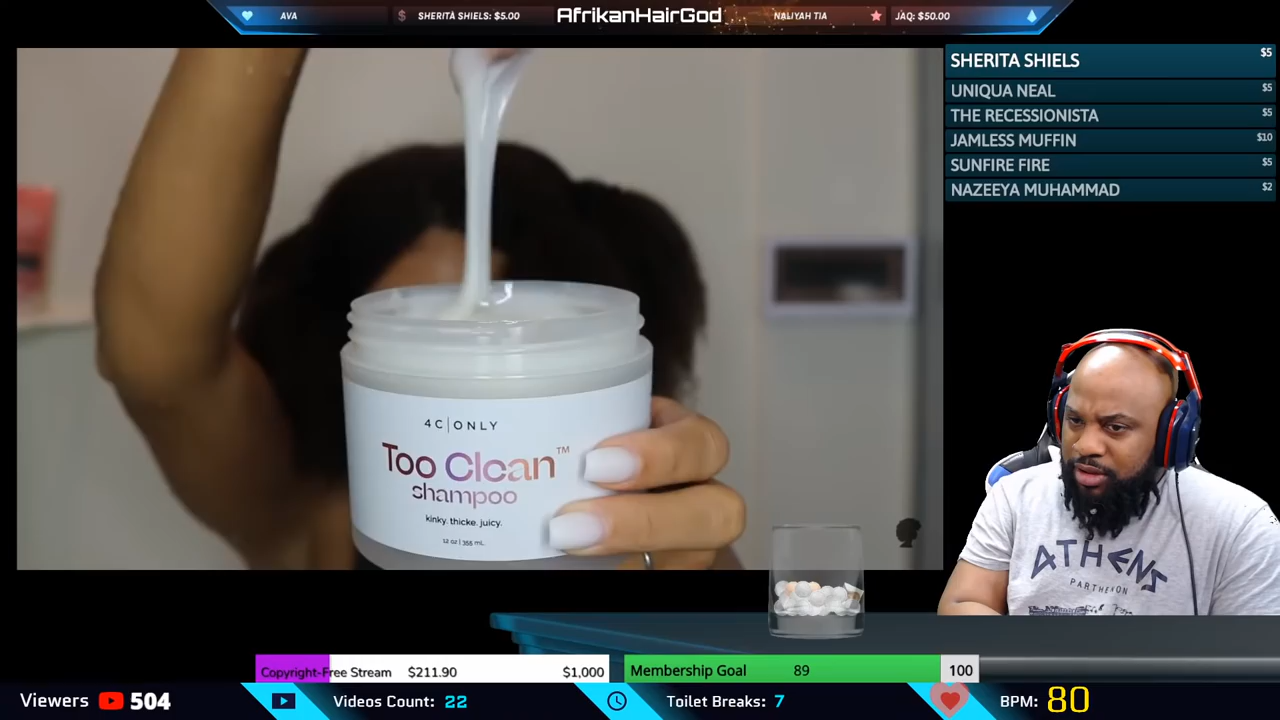 AVA
SHERITÀ SHIELS: $5.00
AfrikanHairGod
NALIYAH TIA
JÀQ: $50.00
SHERITA SHIELS $5
UNIQUA NEAL $5
THE RECESSIONISTA $5
JAMLESS MUFFIN $10
SUNFIRE FIRE $5
NAZEEYA MUHAMMAD $2
4C|ONLY
Too Clean™
shampoo
kinky. thicke. juicy.
12 oz | 355 mL
ATHENS
PARTHENON
Copyright-Free Stream $211.90 $1,000
Membership Goal 89 100
Viewers 504
Videos Count: 22
Toilet Breaks: 7
BPM: 80